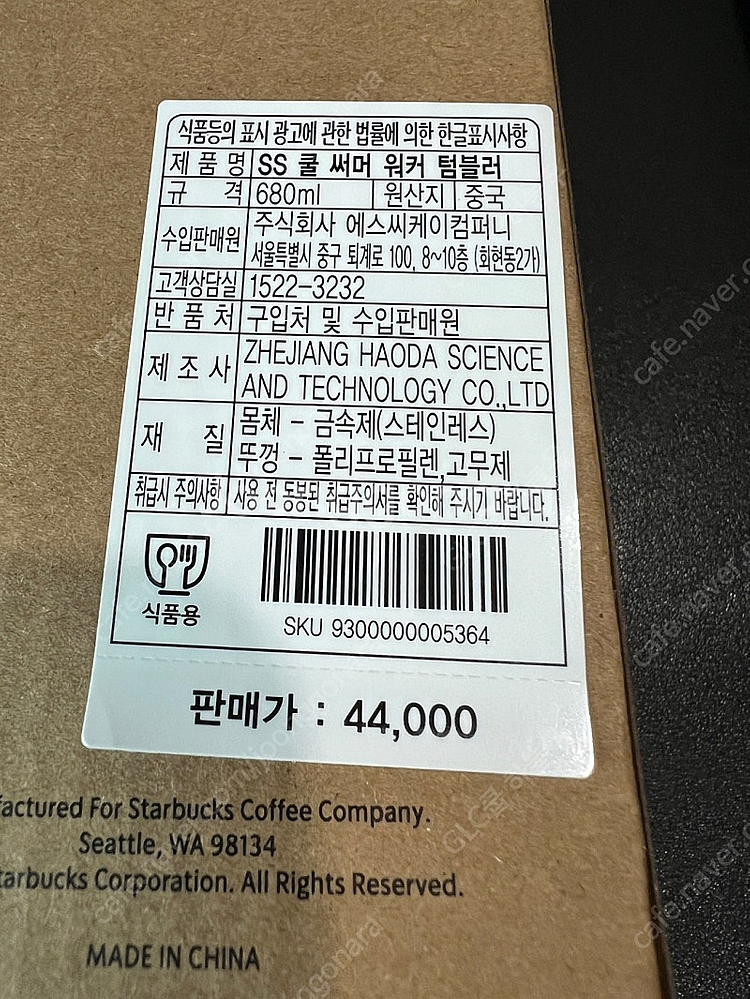 식품등의 표시 광고에 관한 법률에 의한 한글표시사항
제 품 명 SS 쿨 써머 워커 텀블러
규 격 680ml 원산지 중국
수입판매원 주식회사 에스씨케이컴퍼니
서울특별시 중구 퇴계로 100, 8~10층 (회현동2가)
고객상담실 1522-3232
반 품 처 구입처 및 수입판매원
제 조 사 ZHEJIANG HAODA SCIENCE
AND TECHNOLOGY CO.,LTD
재 질 몸체 - 금속제(스테인레스)
뚜껑 - 폴리프로필렌,고무제
취급시 주의사항 사용 전 동봉된 취급주의서를 확인해 주시기 바랍니다.
식품용
SKU 9300000005364
판매가 : 44,000
factured For Starbucks Coffee Company.
Seattle, WA 98134
tarbucks Corporation. All Rights Reserved.
MADE IN CHINA
cafe.naver.
cafe.naver.
cafe.naver.